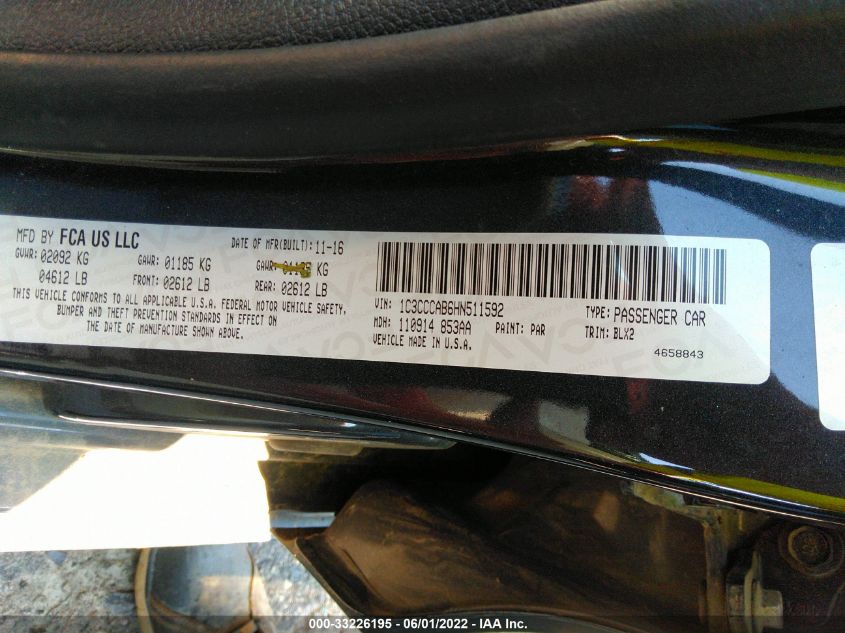 MFD BY FCA US LLC
DATE OF MFR(BUILT): 11-16
GVWR: 02092 KG GAWR: 01185 KG GAWR: 01185 KG
04612 LB FRONT: 02612 LB REAR: 02612 LB
THIS VEHICLE CONFORMS TO ALL APPLICABLE U.S.A. FEDERAL MOTOR VEHICLE SAFETY,
BUMPER AND THEFT PREVENTION STANDARDS IN EFFECT ON
THE DATE OF MANUFACTURE SHOWN ABOVE.
VIN: 1C3CCCAB6HN511592 TYPE: PASSENGER CAR
MDH: 110914 853AA PAINT: PAR TRIM: BLX2
VEHICLE MADE IN U.S.A.
4658843
000-33226195 - 06/01/2022 - IAA Inc.